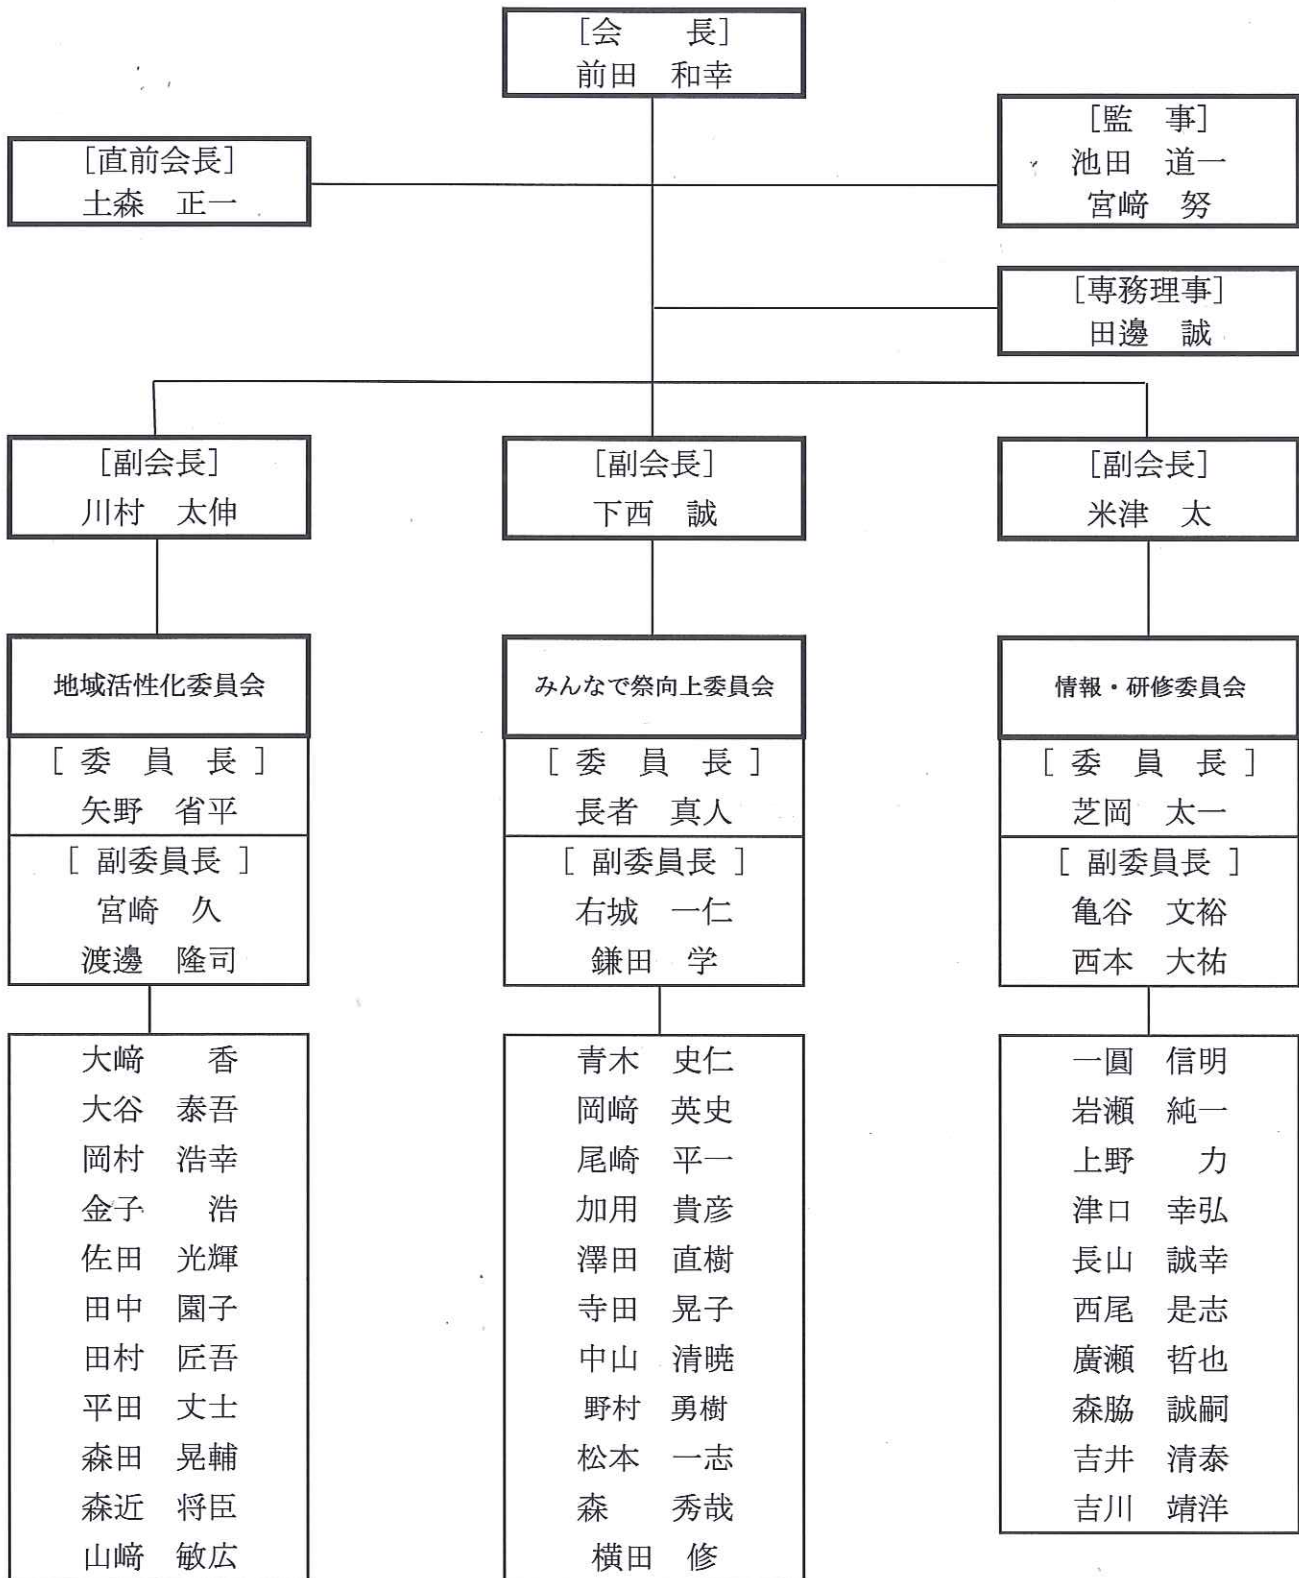 [会　　長]
前田　和幸
[直前会長]
土森　正一
[監　事]
池田　道一
宮﨑　努
[専務理事]
田邊　誠
[副会長]
川村　太伸
[副会長]
下西　誠
[副会長]
米津　太
地域活性化委員会
[ 委　員　長 ]
矢野　省平
[ 副委員長 ]
宮崎　久
渡邊　隆司
大﨑　　香
大谷　泰吾
岡村　浩幸
金子　　浩
佐田　光輝
田中　園子
田村　匠吾
平田　丈士
森田　晃輔
森近　将臣
山﨑　敏広
みんなで祭向上委員会
[ 委　員　長 ]
長者　真人
[ 副委員長 ]
右城　一仁
鎌田　学
青木　史仁
岡﨑　英史
尾崎　平一
加用　貴彦
澤田　直樹
寺田　晃子
中山　清暁
野村　勇樹
松本　一志
森　　秀哉
横田　修
情報・研修委員会
[ 委　員　長 ]
芝岡　太一
[ 副委員長 ]
亀谷　文裕
西本　大祐
一圓　信明
岩瀬　純一
上野　　力
津口　幸弘
長山　誠幸
西尾　是志
廣瀬　哲也
森脇　誠嗣
吉井　清泰
吉川　靖洋